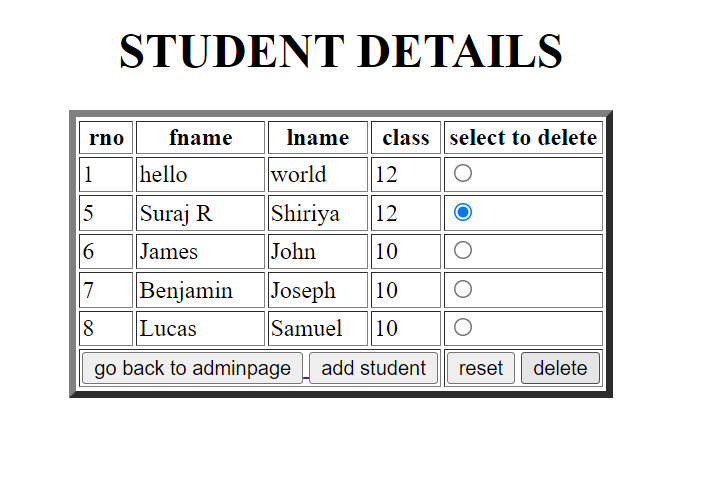 STUDENT DETAILS
rno fname lname class select to delete
1 hello world 12
5 Suraj R Shiriya 12
6 James John 10
7 Benjamin Joseph 10
8 Lucas Samuel 10
go back to adminpage add student reset delete